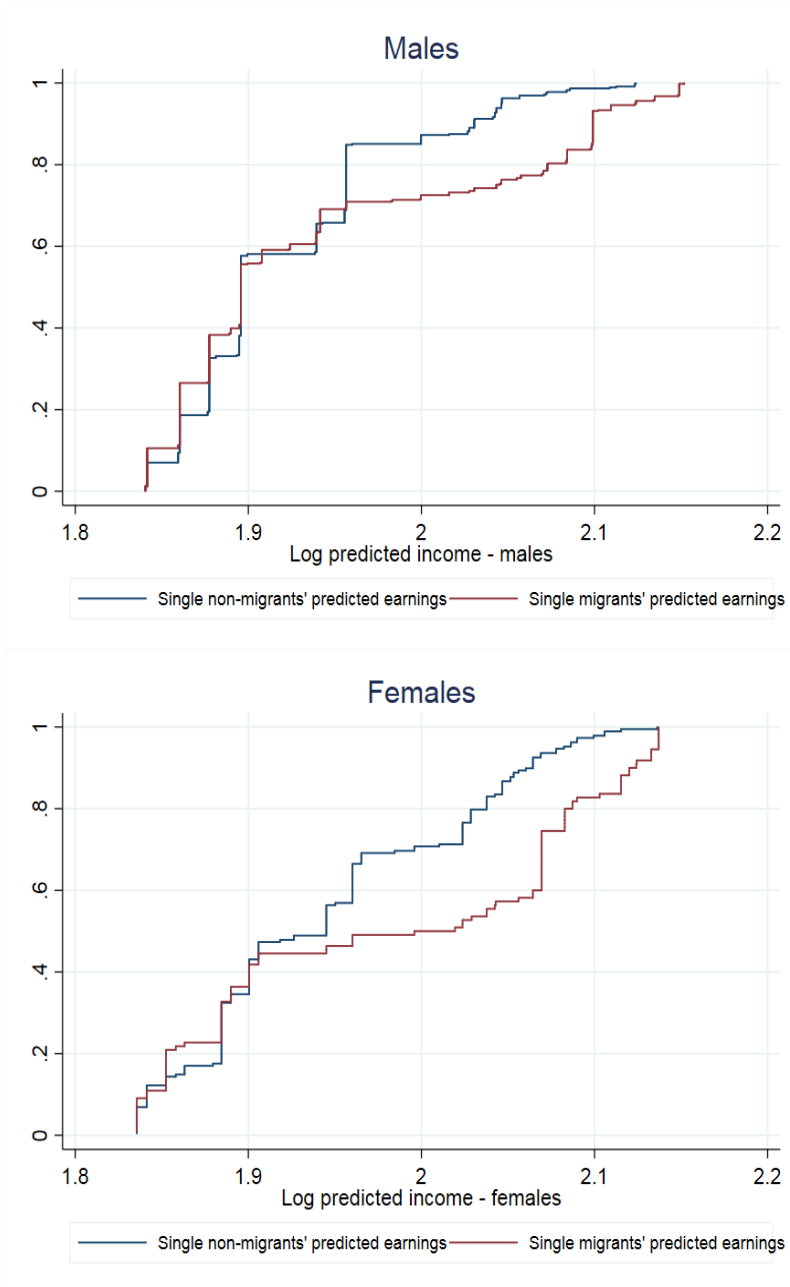 Males
1
.8
.6
.4
.2
0
1.8 1.9 2 2.1 2.2
Log predicted income - males
Single non-migrants' predicted earnings Single migrants' predicted earnings
Females
1
.8
.6
.4
.2
0
1.8 1.9 2 2.1 2.2
Log predicted income - females
Single non-migrants' predicted earnings Single migrants' predicted earnings